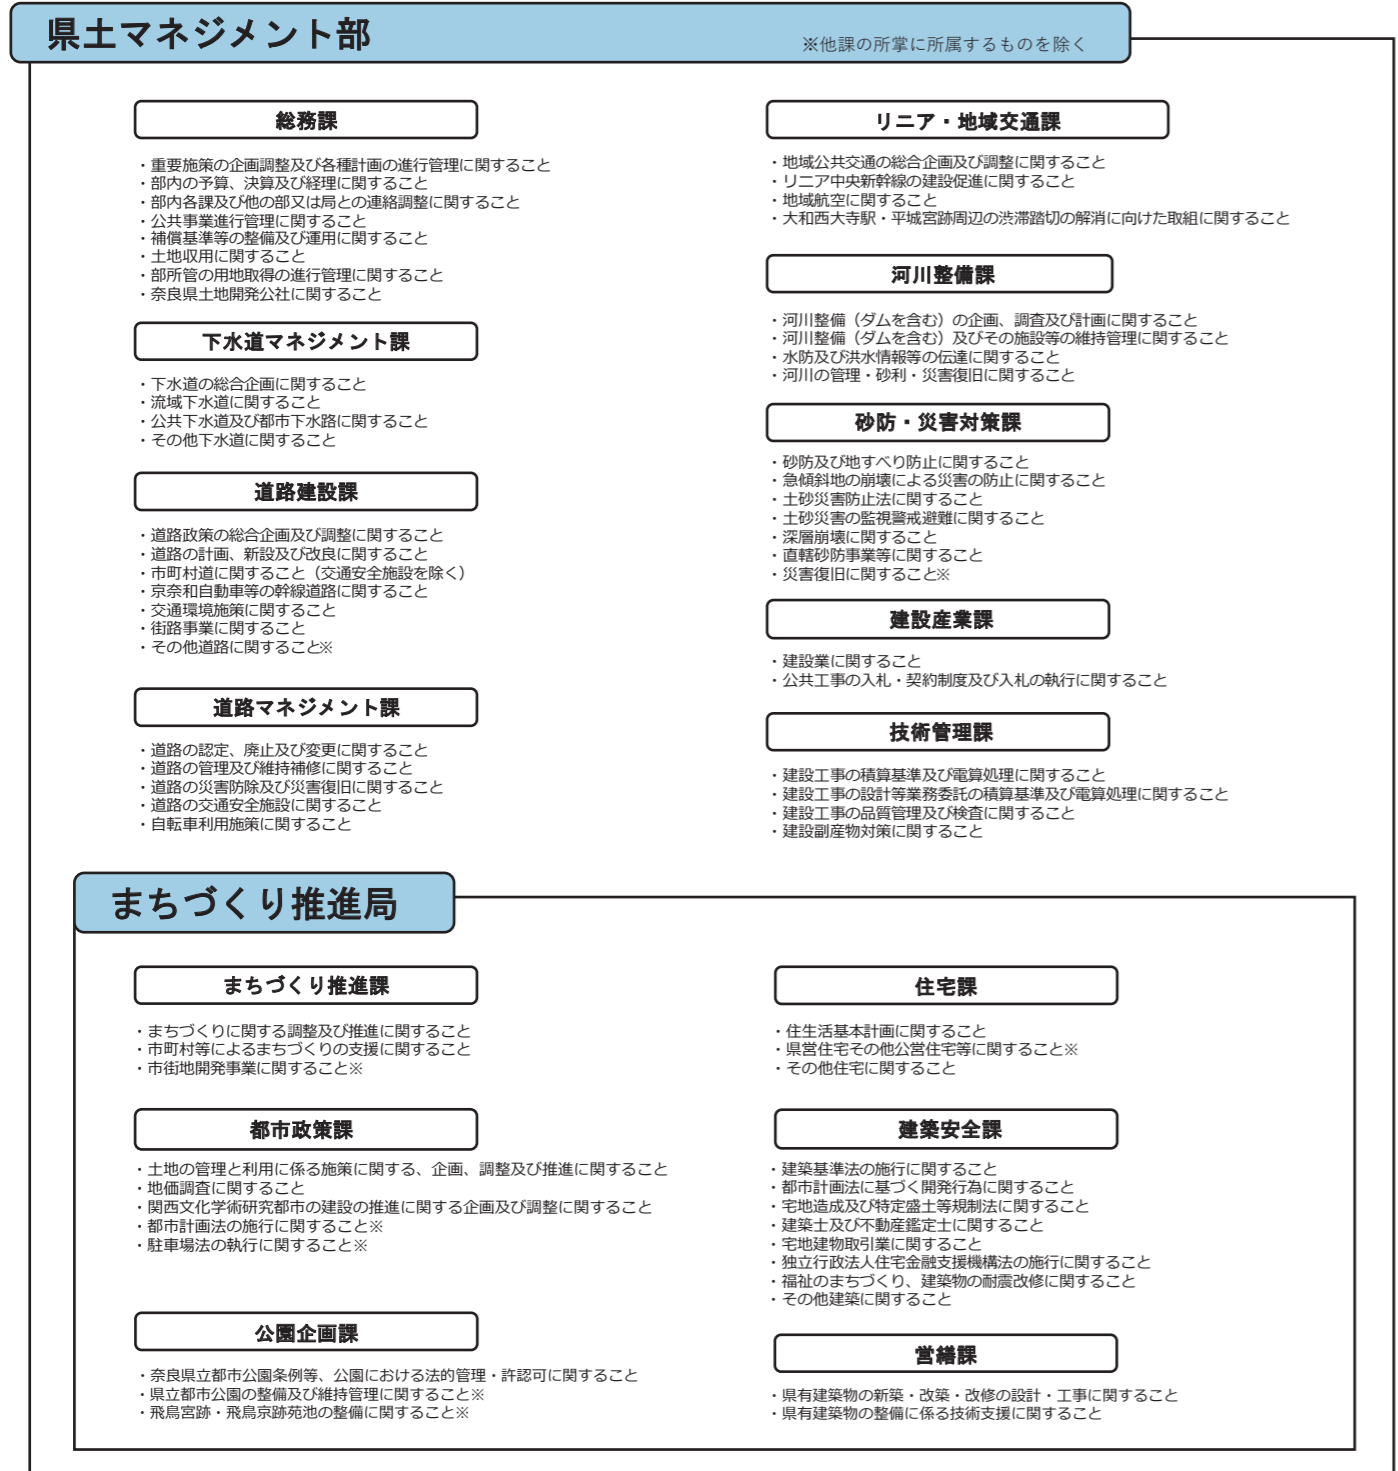 県土マネジメント部
※他課の所掌に所属するものを除く
総務課
・重要施策の企画調整及び各種計画の進行管理に関すること
・部内の予算、決算及び経理に関すること
・部内各課及び他の部又は局との連絡調整に関すること
・公共事業進行管理に関すること
・補償基準等の整備及び運用に関すること
・土地収用に関すること
・部所管の用地取得の進行管理に関すること
・奈良県土地開発公社に関すること
下水道マネジメント課
・下水道の総合企画に関すること
・流域下水道に関すること
・公共下水道及び都市下水路に関すること
・その他下水道に関すること
道路建設課
・道路政策の総合企画及び調整に関すること
・道路の計画、新設及び改良に関すること
・市町村道に関すること（交通安全施設を除く）
・京奈和自動車等の幹線道路に関すること
・交通環境施策に関すること
・街路事業に関すること
・その他道路に関すること※
道路マネジメント課
・道路の認定、廃止及び変更に関すること
・道路の管理及び維持補修に関すること
・道路の災害防除及び災害復旧に関すること
・道路の交通安全施設に関すること
・自転車利用施策に関すること
リニア・地域交通課
・地域公共交通の総合企画及び調整に関すること
・リニア中央新幹線の建設促進に関すること
・地域航空に関すること
・大和西大寺駅・平城宮跡周辺の渋滞踏切の解消に向けた取組に関すること
河川整備課
・河川整備（ダムを含む）の企画、調査及び計画に関すること
・河川整備（ダムを含む）及びその施設等の維持管理に関すること
・水防及び洪水情報等の伝達に関すること
・河川の管理・砂利・災害復旧に関すること
砂防・災害対策課
・砂防及び地すべり防止に関すること
・急傾斜地の崩壊による災害の防止に関すること
・土砂災害防止法に関すること
・土砂災害の監視警戒避難に関すること
・深層崩壊に関すること
・直轄砂防事業等に関すること
・災害復旧に関すること※
建設産業課
・建設業に関すること
・公共工事の入札・契約制度及び入札の執行に関すること
技術管理課
・建設工事の積算基準及び電算処理に関すること
・建設工事の設計等業務委託の積算基準及び電算処理に関すること
・建設工事の品質管理及び検査に関すること
・建設副産物対策に関すること
まちづくり推進局
まちづくり推進課
・まちづくりに関する調整及び推進に関すること
・市町村等によるまちづくりの支援に関すること
・市街地開発事業に関すること※
都市政策課
・土地の管理と利用に係る施策に関する、企画、調整及び推進に関すること
・地価調査に関すること
・関西文化学術研究都市の建設の推進に関する企画及び調整に関すること
・都市計画法の施行に関すること※
・駐車場法の執行に関すること※
公園企画課
・奈良県立都市公園条例等、公園における法的管理・許認可に関すること
・県立都市公園の整備及び維持管理に関すること※
・飛鳥宮跡・飛鳥京跡苑池の整備に関すること※
住宅課
・住生活基本計画に関すること
・県営住宅その他公営住宅等に関すること※
・その他住宅に関すること
建築安全課
・建築基準法の施行に関すること
・都市計画法に基づく開発行為に関すること
・宅地造成及び特定盛土等規制法に関すること
・建築士及び不動産鑑定士に関すること
・宅地建物取引業に関すること
・独立行政法人住宅金融支援機構法の施行に関すること
・福祉のまちづくり、建築物の耐震改修に関すること
・その他建築に関すること
営繕課
・県有建築物の新築・改築・改修の設計・工事に関すること
・県有建築物の整備に係る技術支援に関すること